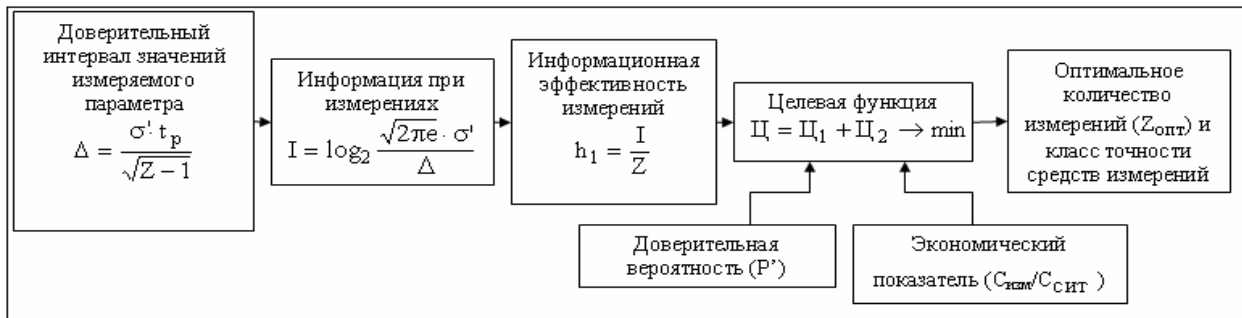 Доверительный
интервал значений
измеряемого
параметра
Δ = σ' · t_p / √(Z − 1)
Информация при
измерениях
I = log₂ (√(2πe) · σ' / Δ)
Информационная
эффективность
измерений
h₁ = I / Z
Целевая функция
Ц = Ц₁ + Ц₂ → min
Оптимальное
количество
измерений (Z_опт) и
класс точности
средств измерений
Доверительная
вероятность (P')
Экономический
показатель (C_изм/C_СИТ )